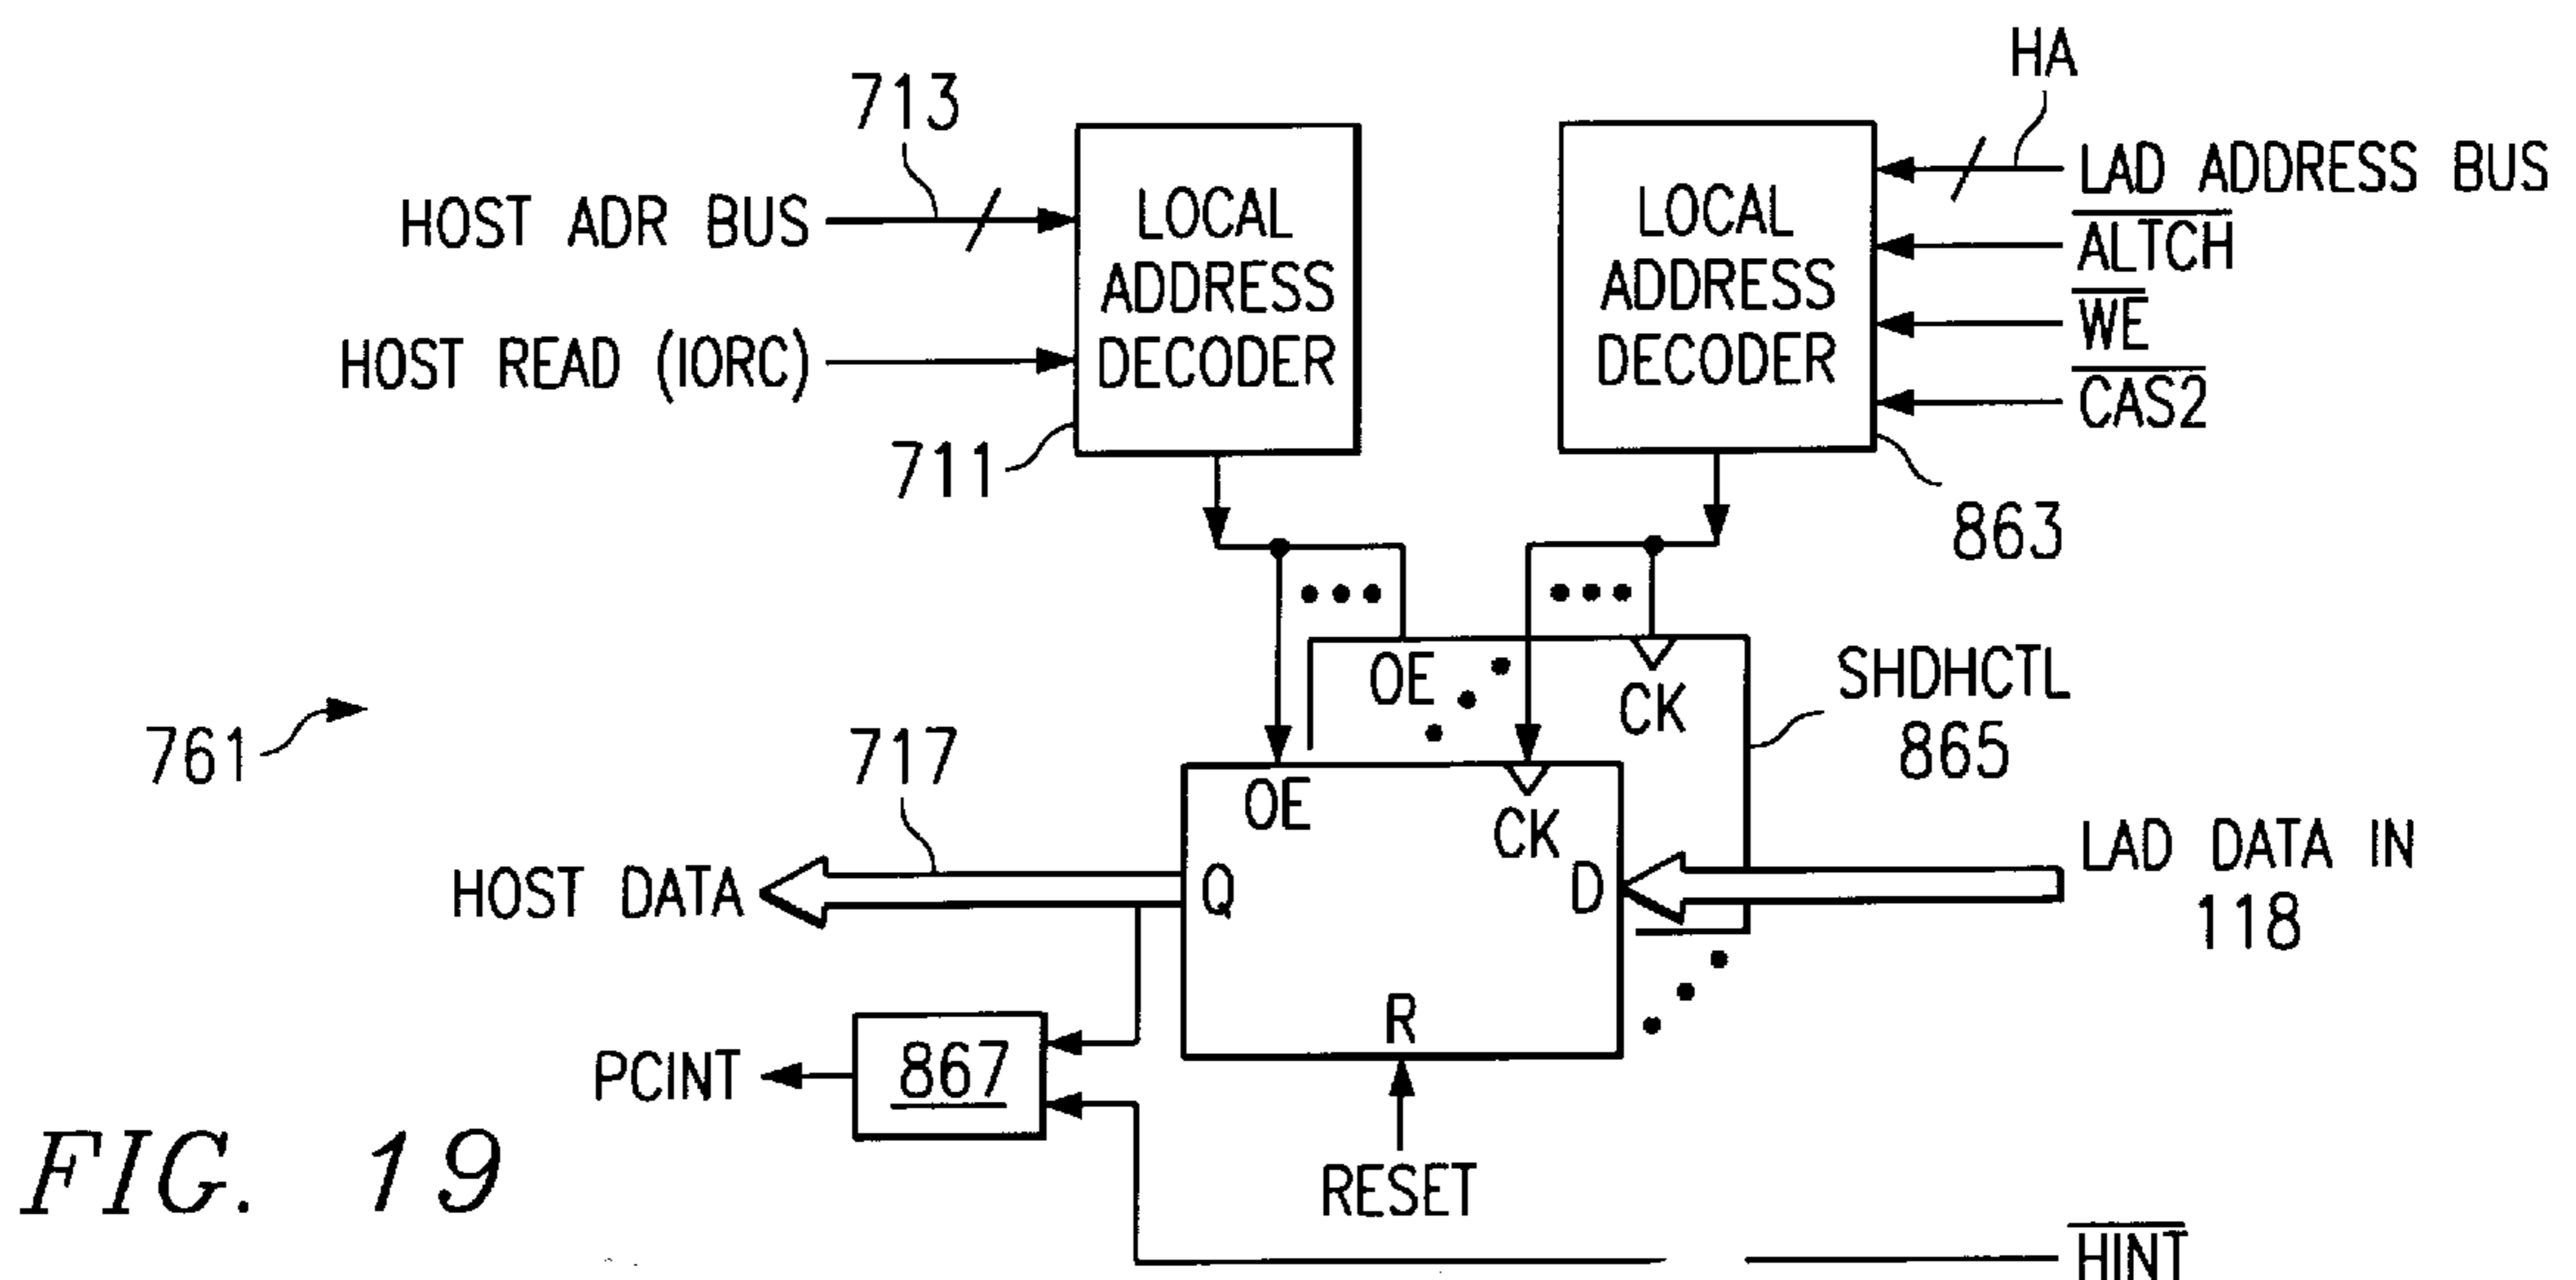 HA
713
LOCAL
ADDRESS
DECODER
LOCAL
ADDRESS
DECODER
HOST ADR BUS
HOST READ (IORC)
711
LAD ADDRESS BUS
ALTCH
WE
CAS2
863
OE
CK
SHDHCTL
865
761
717
OE
CK
HOST DATA
Q
D
LAD DATA IN
118
R
PCINT
867
RESET
HINT
FIG. 19